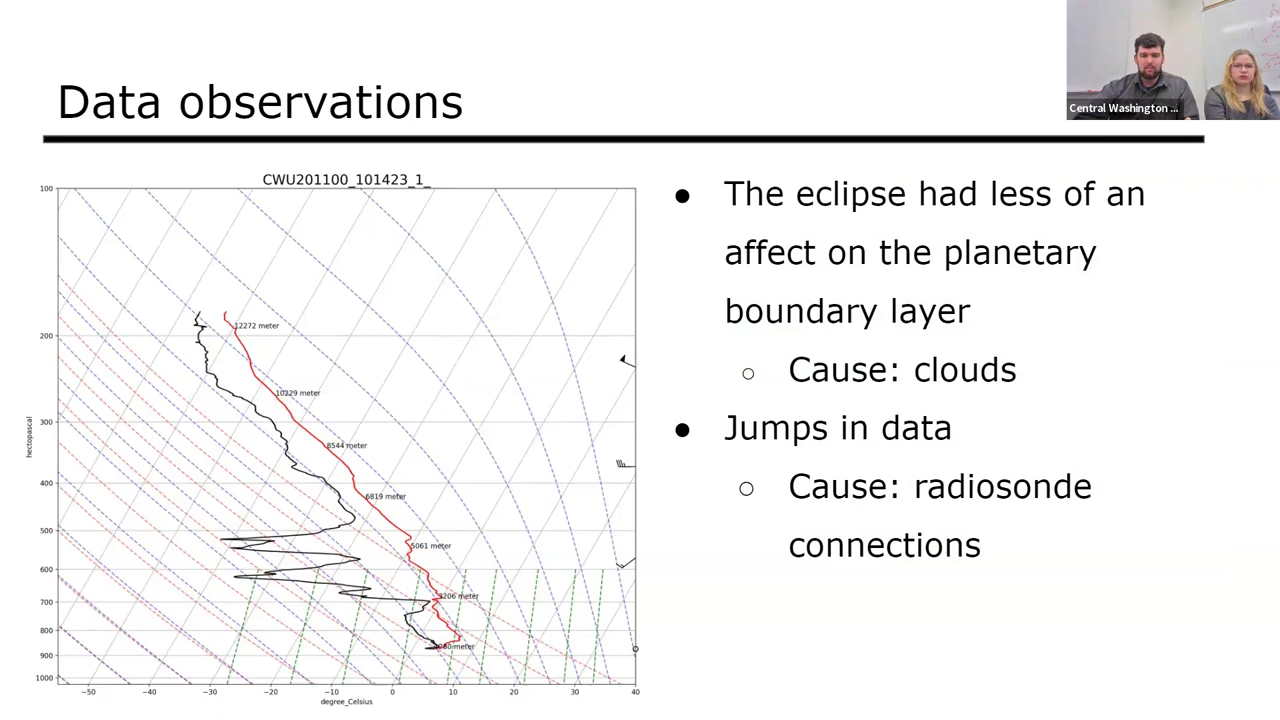 Central Washington ...
Data observations
CWU201100_101423_1_
100
200
300
400
500
600
700
800
900
1000
hectopascal
12272 meter
10229 meter
8544 meter
6819 meter
5061 meter
3206 meter
−50
−40
−30
−20
−10
0
10
20
30
40
degree_Celsius
● The eclipse had less of an
affect on the planetary
boundary layer
○ Cause: clouds
● Jumps in data
○ Cause: radiosonde
connections